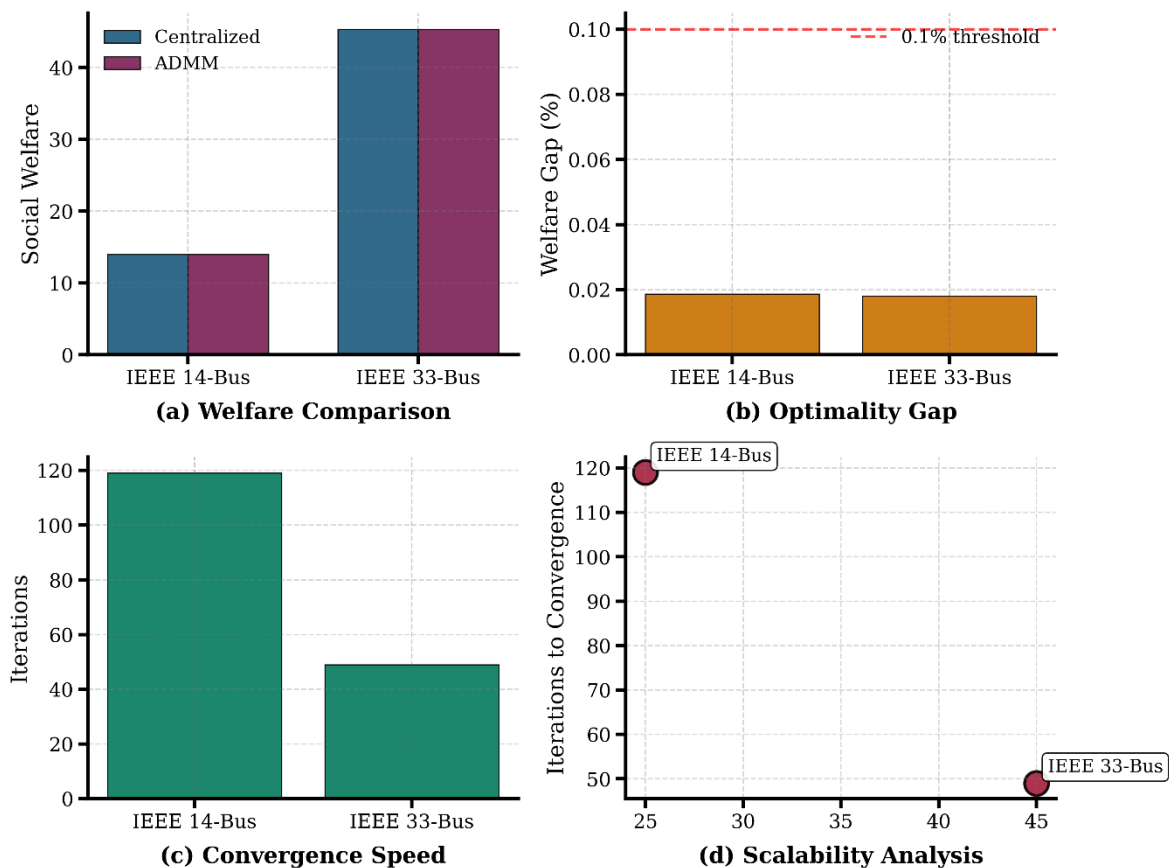 Centralized
ADMM
Social Welfare
40
30
20
10
0
IEEE 14-Bus IEEE 33-Bus
(a) Welfare Comparison
0.1% threshold
Welfare Gap (%)
0.10
0.08
0.06
0.04
0.02
0.00
IEEE 14-Bus IEEE 33-Bus
(b) Optimality Gap
Iterations
120
100
80
60
40
20
0
IEEE 14-Bus IEEE 33-Bus
(c) Convergence Speed
Iterations to Convergence
120
110
100
90
80
70
60
50
IEEE 14-Bus
IEEE 33-Bus
25 30 35 40 45
(d) Scalability Analysis